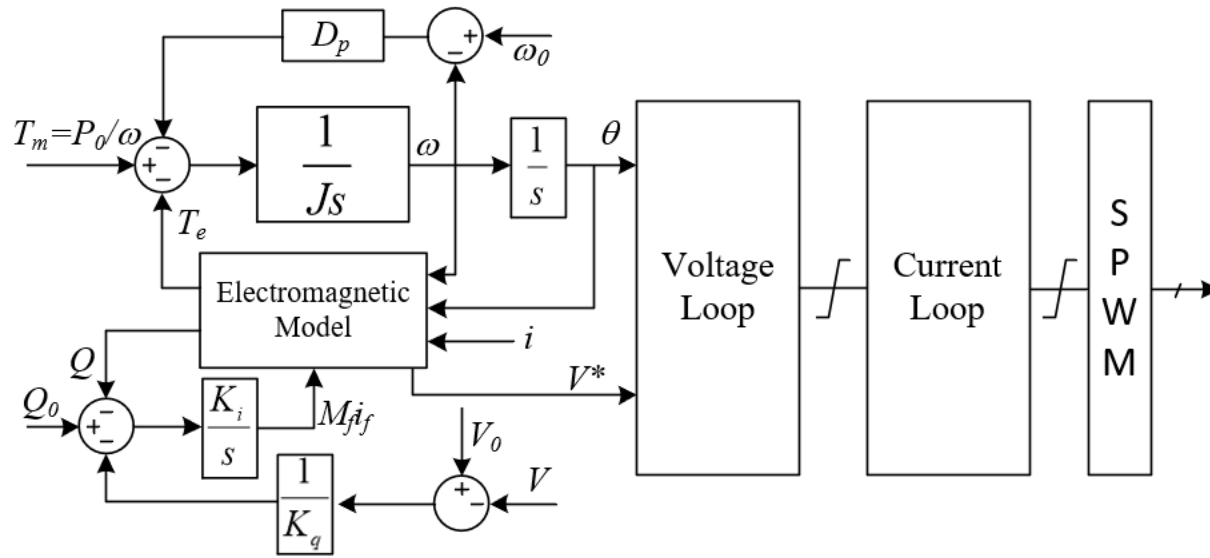 D_p
+
−
ω_0
T_m=P_0/ω
+
−
−
1
Js
ω
1
s
θ
T_e
Electromagnetic
Model
i
V*
Voltage
Loop
Current
Loop
S
P
W
M
Q
Q_0
+
−
−
K_i
s
M_f i_f
V_0
+
−
V
1
K_q